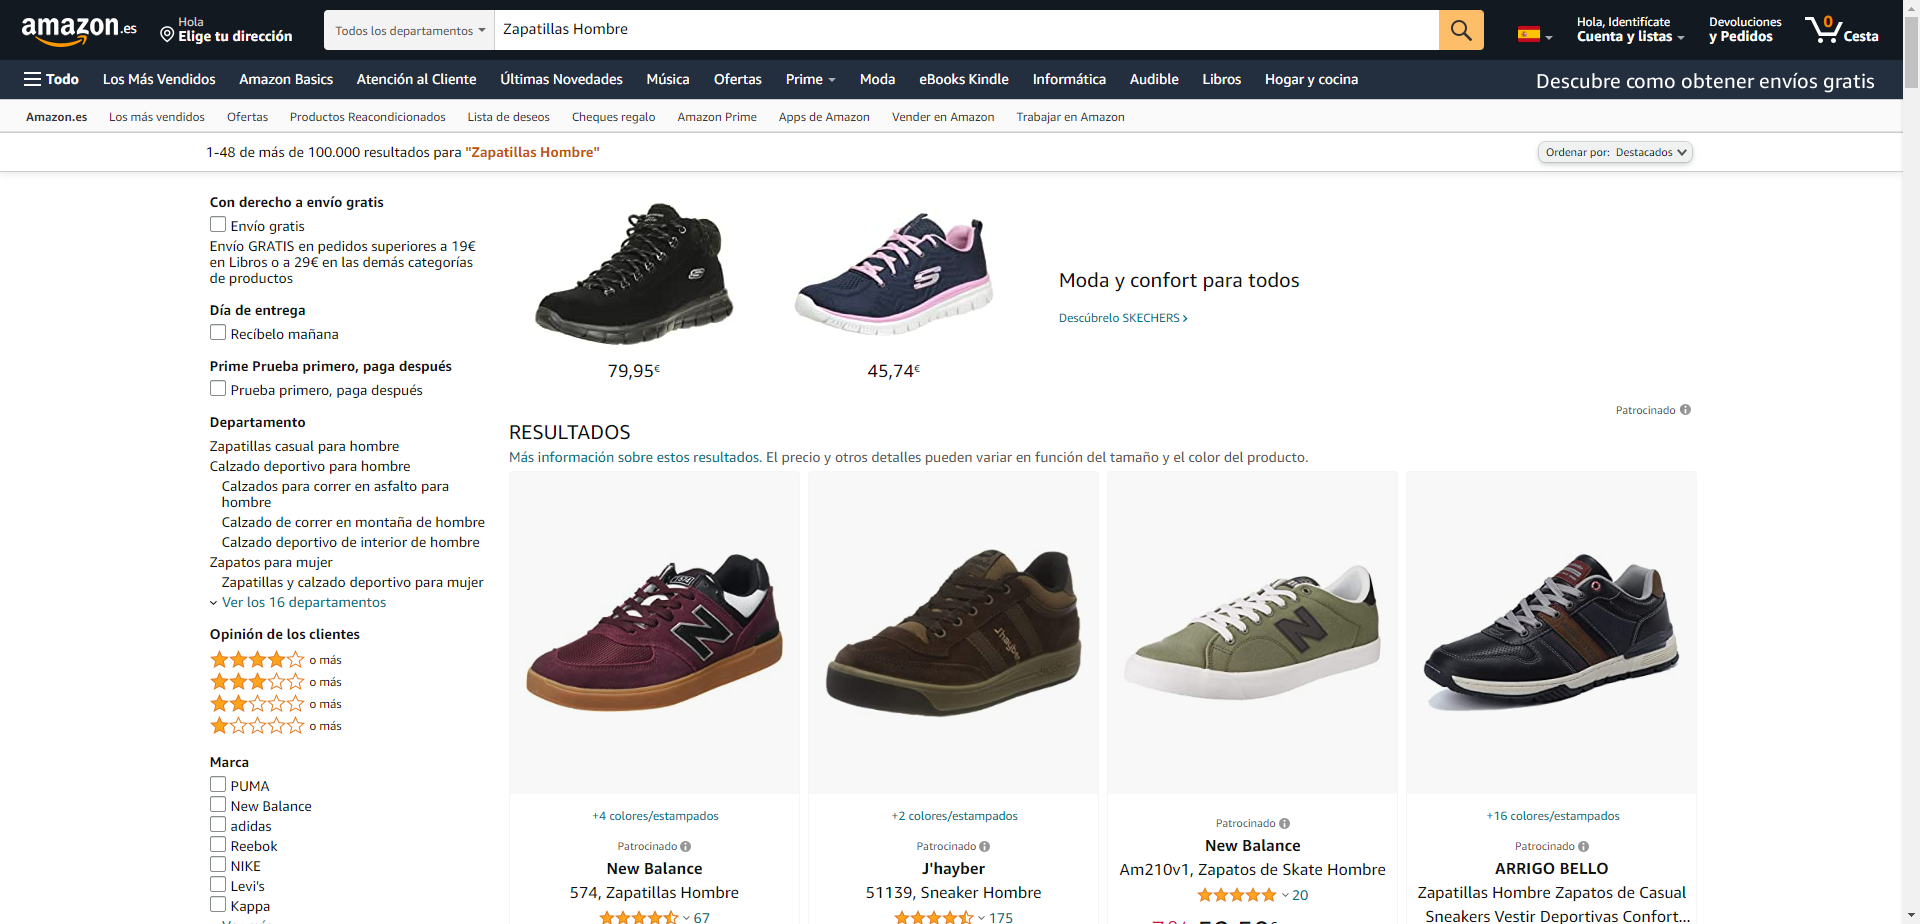 amazon.es
Hola
Elige tu dirección
Todos los departamentos
Zapatillas Hombre
Hola, Identifícate
Cuenta y listas
Devoluciones
y Pedidos
0
Cesta
Todo
Los Más Vendidos
Amazon Basics
Atención al Cliente
Últimas Novedades
Música
Ofertas
Prime
Moda
eBooks Kindle
Informática
Audible
Libros
Hogar y cocina
Descubre como obtener envíos gratis
Amazon.es
Los más vendidos
Ofertas
Productos Reacondicionados
Lista de deseos
Cheques regalo
Amazon Prime
Apps de Amazon
Vender en Amazon
Trabajar en Amazon
1-48 de más de 100.000 resultados para "Zapatillas Hombre"
Ordenar por: Destacados
Con derecho a envío gratis
Envío gratis
Envío GRATIS en pedidos superiores a 19€
en Libros o a 29€ en las demás categorías
de productos
Día de entrega
Recíbelo mañana
Prime Prueba primero, paga después
Prueba primero, paga después
Departamento
Zapatillas casual para hombre
Calzado deportivo para hombre
Calzados para correr en asfalto para
hombre
Calzado de correr en montaña de hombre
Calzado deportivo de interior de hombre
Zapatos para mujer
Zapatillas y calzado deportivo para mujer
Ver los 16 departamentos
Opinión de los clientes
o más
o más
o más
o más
Marca
PUMA
New Balance
adidas
Reebok
NIKE
Levi's
Kappa
79,95€
45,74€
Moda y confort para todos
Descúbrelo SKECHERS
Patrocinado
RESULTADOS
Más información sobre estos resultados. El precio y otros detalles pueden variar en función del tamaño y el color del producto.
+4 colores/estampados
Patrocinado
New Balance
574, Zapatillas Hombre
67
+2 colores/estampados
Patrocinado
J'hayber
51139, Sneaker Hombre
175
Patrocinado
New Balance
Am210v1, Zapatos de Skate Hombre
20
+16 colores/estampados
Patrocinado
ARRIGO BELLO
Zapatillas Hombre Zapatos de Casual
Sneakers Vestir Deportivas Confort...